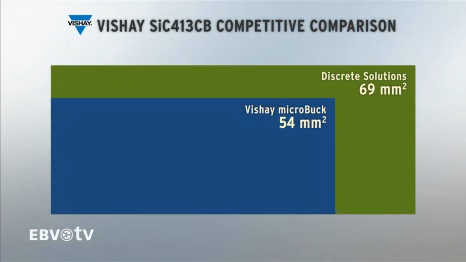 VISHAY.
VISHAY SiC413CB COMPETITIVE COMPARISON
Discrete Solutions
69 mm²
Vishay microBuck
54 mm²
EBV tv